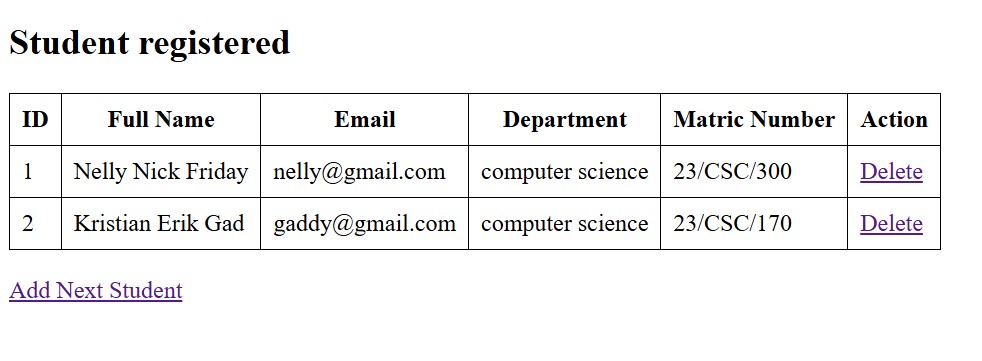 Student registered
ID Full Name Email Department Matric Number Action
1 Nelly Nick Friday nelly@gmail.com computer science 23/CSC/300 Delete
2 Kristian Erik Gad gaddy@gmail.com computer science 23/CSC/170 Delete
Add Next Student